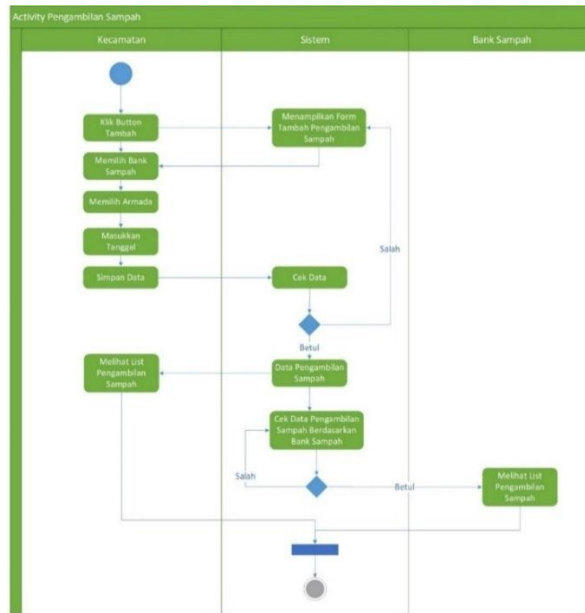 Activity Pengambilan Sampah
Kecamatan
Sistem
Bank Sampah
Klik Button
Tambah
Menampilkan Form
Tambah Pengambilan
Sampah
Memilih Bank
Sampah
Memilih Armada
Masukkan
Tanggal
Salah
Simpan Data
Cek Data
Betul
Melihat List
Pengambilan
Sampah
Data Pengambilan
Sampah
Cek Data Pengambilan
Sampah Berdasarkan
Bank Sampah
Salah
Betul
Melihat List
Pengambilan
Sampah